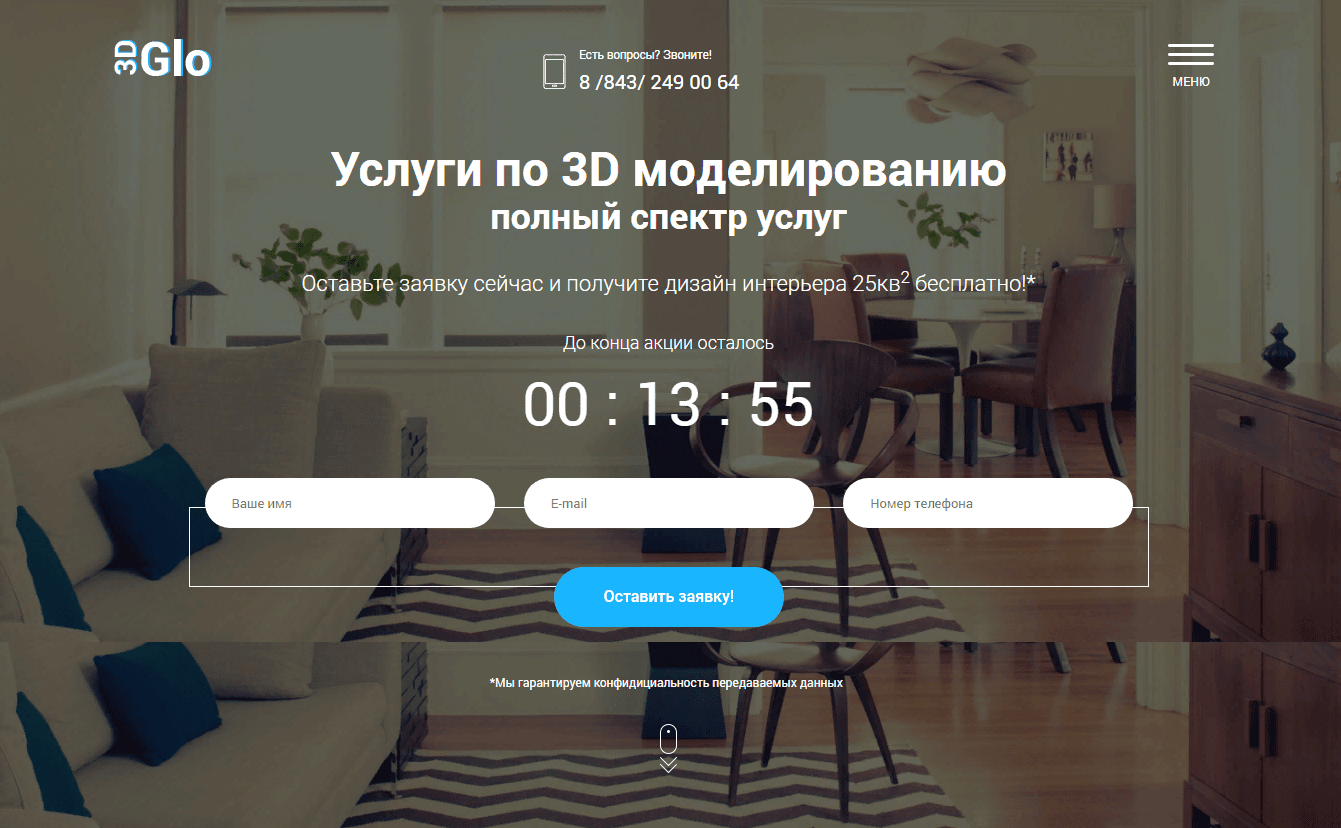 3D Glo
Есть вопросы? Звоните!
8 /843/ 249 00 64
МЕНЮ
Услуги по 3D моделированию
полный спектр услуг
Оставьте заявку сейчас и получите дизайн интерьера 25кв² бесплатно!*
До конца акции осталось
00 : 13 : 55
Ваше имя
E-mail
Номер телефона
Оставить заявку!
*Мы гарантируем конфидициальность передаваемых данных